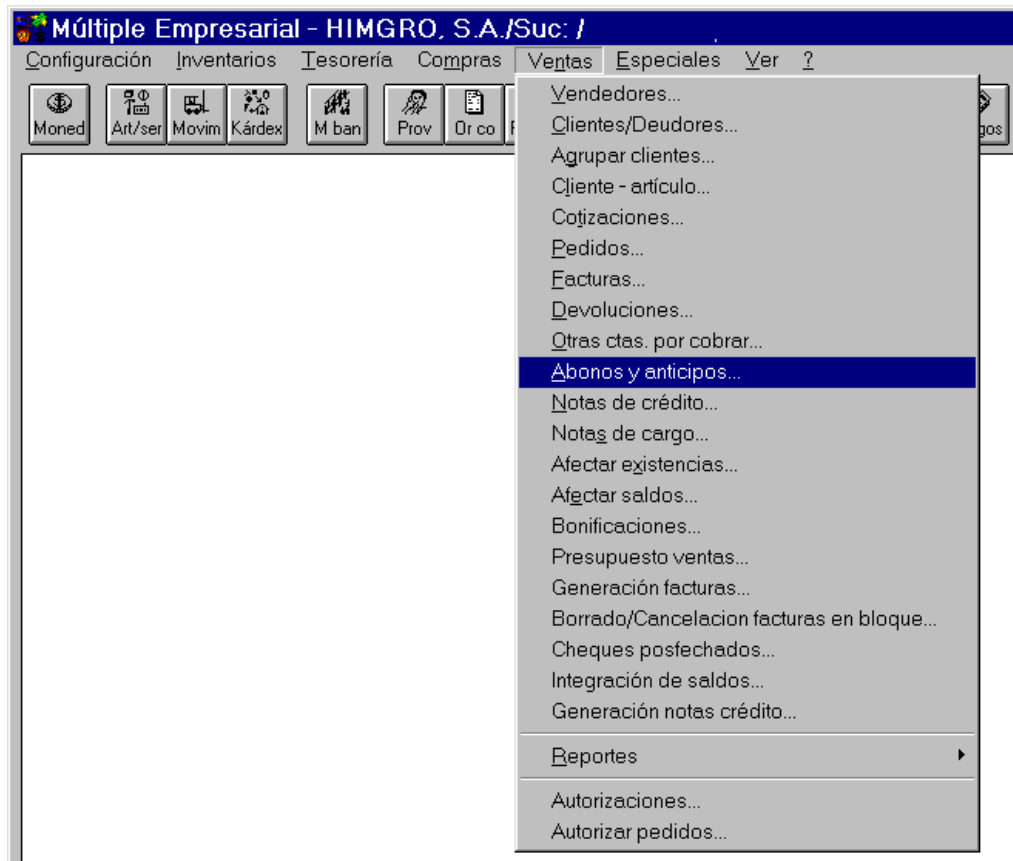 Múltiple Empresarial - HIMGRO, S.A./Suc: /
Configuración Inventarios Tesorería Compras Ventas Especiales Ver ?
Moned Art/ser Movim Kárdex M ban Prov Or co
Vendedores...
Clientes/Deudores...
Agrupar clientes...
Cliente - artículo...
Cotizaciones...
Pedidos...
Facturas...
Devoluciones...
Otras ctas. por cobrar...
Abonos y anticipos...
Notas de crédito...
Notas de cargo...
Afectar existencias...
Afectar saldos...
Bonificaciones...
Presupuesto ventas...
Generación facturas...
Borrado/Cancelacion facturas en bloque...
Cheques posfechados...
Integración de saldos...
Generación notas crédito...
Reportes
Autorizaciones...
Autorizar pedidos...